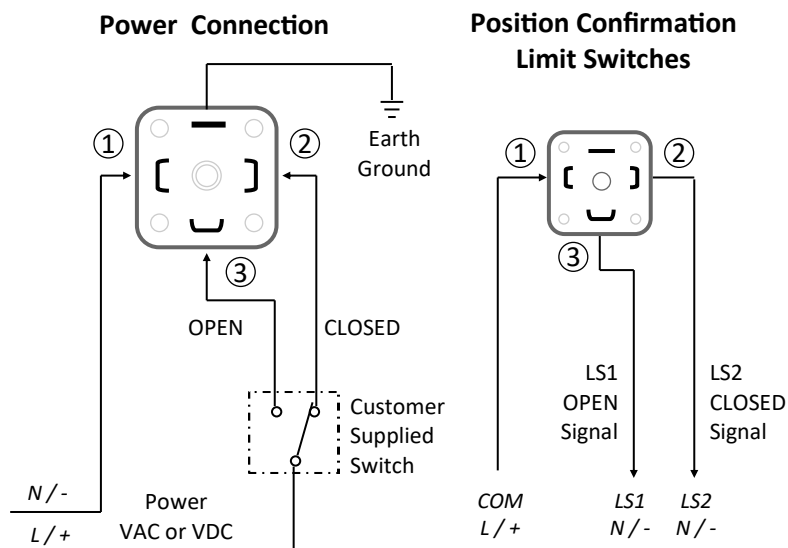 Power Connection
①
②
③
Earth
Ground
OPEN
CLOSED
Customer
Supplied
Switch
N / -
L / +
Power
VAC or VDC
Position Confirmation
Limit Switches
①
②
③
LS1
OPEN
Signal
LS2
CLOSED
Signal
COM
L / +
LS1
N / -
LS2
N / -